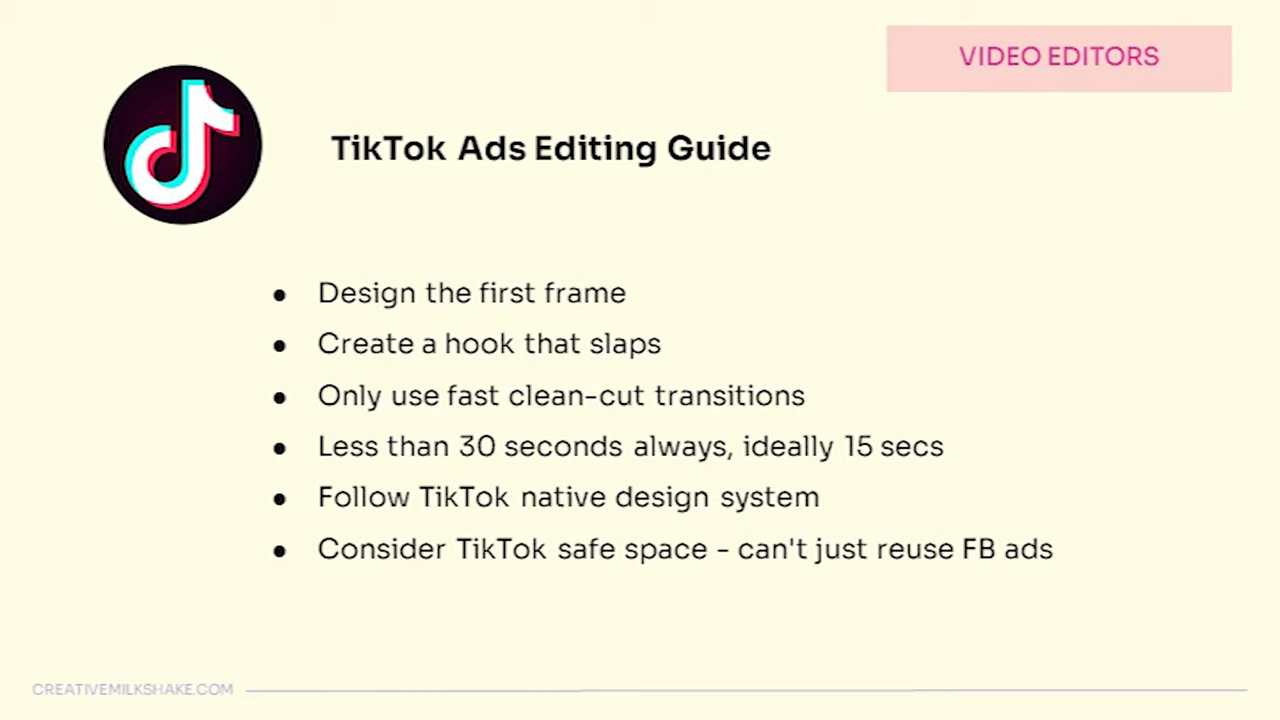 VIDEO EDITORS
TikTok Ads Editing Guide
● Design the first frame
● Create a hook that slaps
● Only use fast clean-cut transitions
● Less than 30 seconds always, ideally 15 secs
● Follow TikTok native design system
● Consider TikTok safe space - can't just reuse FB ads
CREATIVEMILKSHAKE.COM